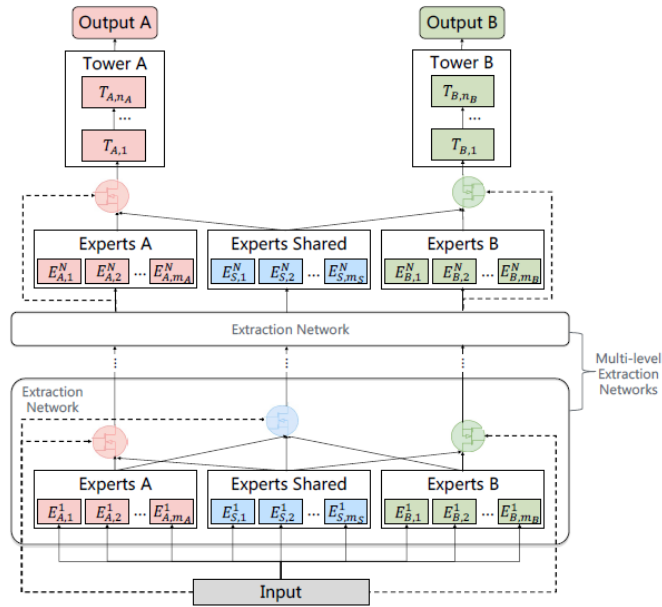 Output A
Output B
Tower A
Tower B
T_{A,n_A}
T_{B,n_B}
...
...
T_{A,1}
T_{B,1}
Experts A
Experts Shared
Experts B
E^N_{A,1} E^N_{A,2} ... E^N_{A,m_A}
E^N_{S,1} E^N_{S,2} ... E^N_{S,m_S}
E^N_{B,1} E^N_{B,2} ... E^N_{B,m_B}
Extraction Network
...
...
...
Multi-level
Extraction
Networks
Extraction
Network
Experts A
Experts Shared
Experts B
E^1_{A,1} E^1_{A,2} ... E^1_{A,m_A}
E^1_{S,1} E^1_{S,2} ... E^1_{S,m_S}
E^1_{B,1} E^1_{B,2} ... E^1_{B,m_B}
Input